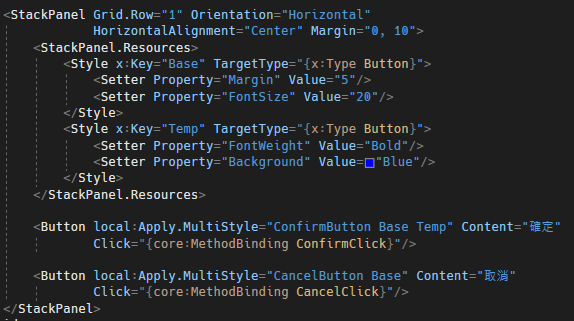 <StackPanel Grid.Row="1" Orientation="Horizontal"
            HorizontalAlignment="Center" Margin="0, 10">
    <StackPanel.Resources>
        <Style x:Key="Base" TargetType="{x:Type Button}">
            <Setter Property="Margin" Value="5"/>
            <Setter Property="FontSize" Value="20"/>
        </Style>
        <Style x:Key="Temp" TargetType="{x:Type Button}">
            <Setter Property="FontWeight" Value="Bold"/>
            <Setter Property="Background" Value="Blue"/>
        </Style>
    </StackPanel.Resources>

    <Button local:Apply.MultiStyle="ConfirmButton Base Temp" Content="確定"
            Click="{core:MethodBinding ConfirmClick}"/>

    <Button local:Apply.MultiStyle="CancelButton Base" Content="取消"
            Click="{core:MethodBinding CancelClick}"/>
</StackPanel>